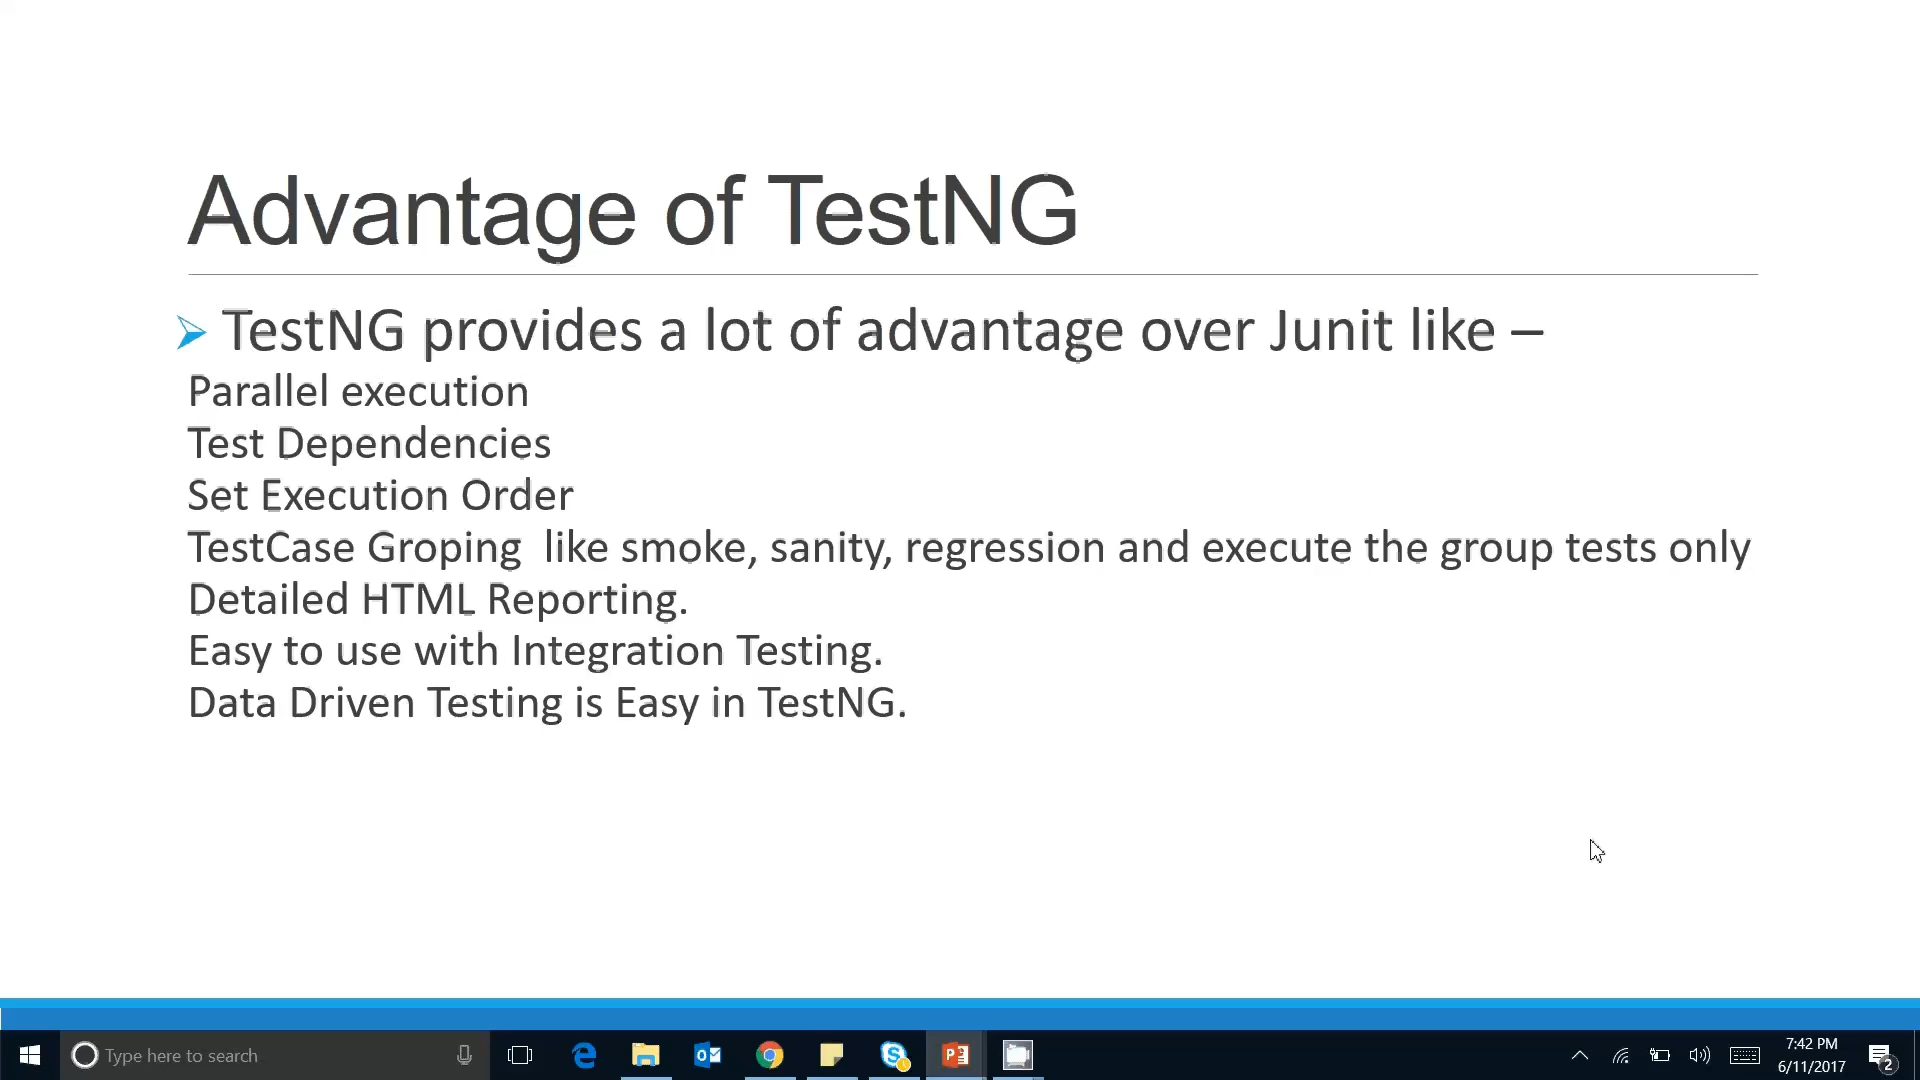 Advantage of TestNG
➢ TestNG provides a lot of advantage over Junit like –
Parallel execution
Test Dependencies
Set Execution Order
TestCase Groping like smoke, sanity, regression and execute the group tests only
Detailed HTML Reporting.
Easy to use with Integration Testing.
Data Driven Testing is Easy in TestNG.
Type here to search
7:42 PM
6/11/2017
2